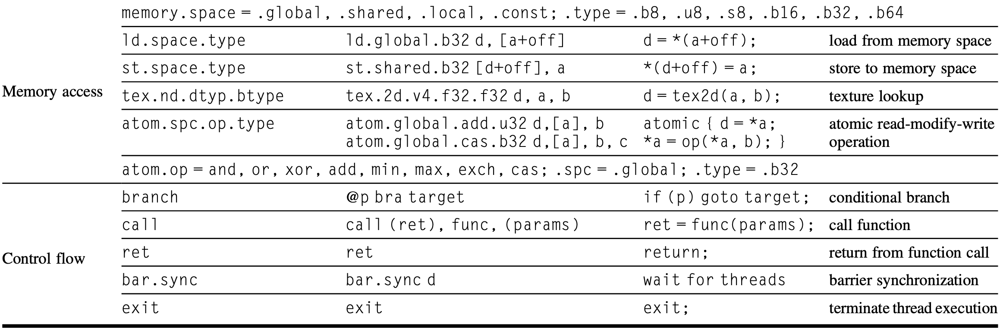 memory.space = .global, .shared, .local, .const; .type = .b8, .u8, .s8, .b16, .b32, .b64
ld.space.type ld.global.b32 d, [a+off] d = *(a+off); load from memory space
st.space.type st.shared.b32 [d+off], a *(d+off) = a; store to memory space
Memory access
tex.nd.dtyp.btype tex.2d.v4.f32.f32 d, a, b d = tex2d(a, b); texture lookup
atom.spc.op.type atom.global.add.u32 d,[a], b atomic { d = *a; atomic read-modify-write
atom.global.cas.b32 d,[a], b, c *a = op(*a, b); } operation
atom.op = and, or, xor, add, min, max, exch, cas; .spc = .global; .type = .b32
branch @p bra target if (p) goto target; conditional branch
call call (ret), func, (params) ret = func(params); call function
Control flow
ret ret return; return from function call
bar.sync bar.sync d wait for threads barrier synchronization
exit exit exit; terminate thread execution